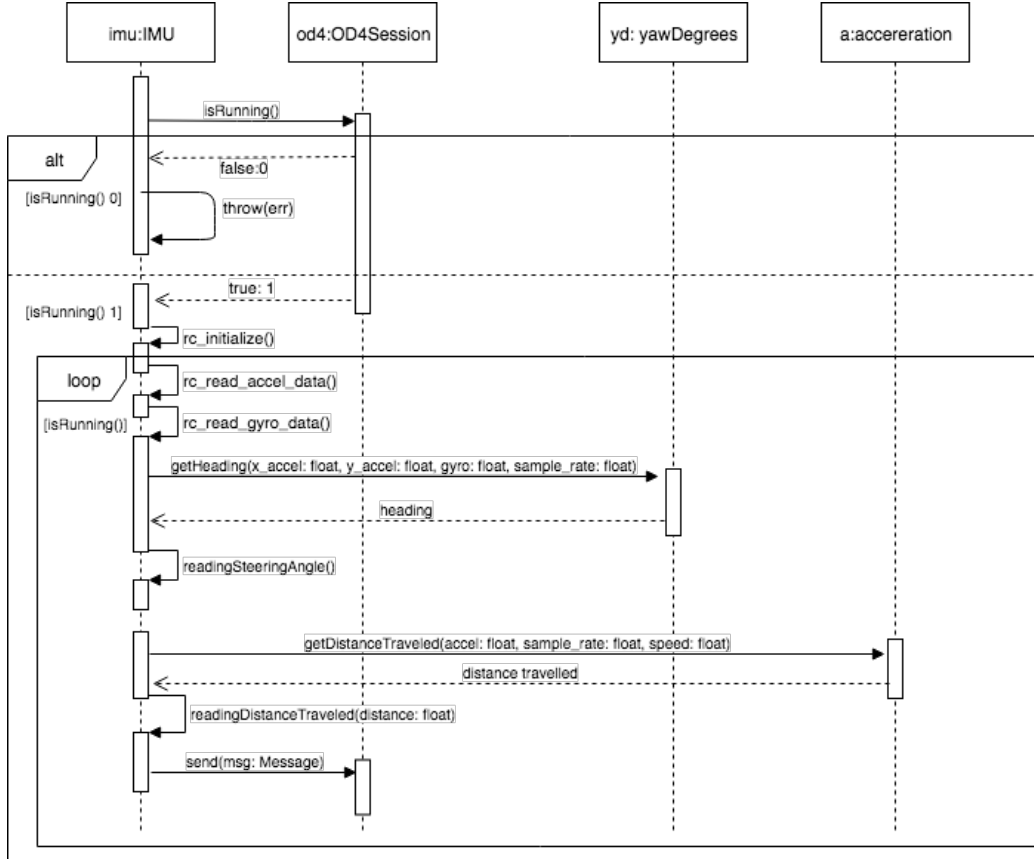 imu:IMU
od4:OD4Session
yd: yawDegrees
a:accereration
isRunning()
alt
false:0
[isRunning() 0]
throw(err)
true: 1
[isRunning() 1]
rc_initialize()
loop
rc_read_accel_data()
[isRunning()]
rc_read_gyro_data()
getHeading(x_accel: float, y_accel: float, gyro: float, sample_rate: float)
heading
readingSteeringAngle()
getDistanceTraveled(accel: float, sample_rate: float, speed: float)
distance travelled
readingDistanceTraveled(distance: float)
send(msg: Message)